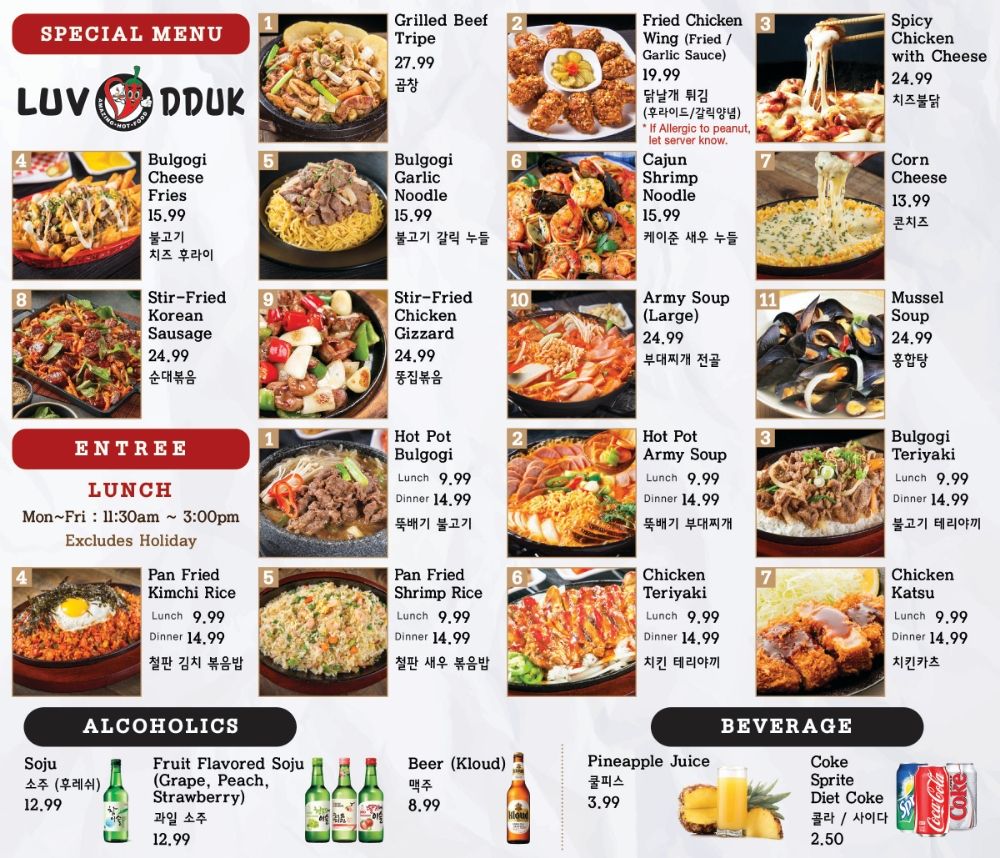 SPECIAL MENU
LUV DDUK
AMAZING•HOT•FOOD
1
Grilled Beef
Tripe
27.99
곱창
2
Fried Chicken
Wing (Fried /
Garlic Sauce)
19.99
닭날개 튀김
(후라이드/갈릭양념)
* If Allergic to peanut,
let server know.
3
Spicy
Chicken
with Cheese
24.99
치즈불닭
4
Bulgogi
Cheese
Fries
15.99
불고기
치즈 후라이
5
Bulgogi
Garlic
Noodle
15.99
불고기 갈릭 누들
6
Cajun
Shrimp
Noodle
15.99
케이준 새우 누들
7
Corn
Cheese
13.99
콘치즈
8
Stir-Fried
Korean
Sausage
24.99
순대볶음
9
Stir-Fried
Chicken
Gizzard
24.99
똥집볶음
10
Army Soup
(Large)
24.99
부대찌개 전골
11
Mussel
Soup
24.99
홍합탕
ENTREE
LUNCH
Mon~Fri : 11:30am ~ 3:00pm
Excludes Holiday
1
Hot Pot
Bulgogi
Lunch 9.99
Dinner 14.99
뚝배기 불고기
2
Hot Pot
Army Soup
Lunch 9.99
Dinner 14.99
뚝배기 부대찌개
3
Bulgogi
Teriyaki
Lunch 9.99
Dinner 14.99
불고기 테리야끼
4
Pan Fried
Kimchi Rice
Lunch 9.99
Dinner 14.99
철판 김치 볶음밥
5
Pan Fried
Shrimp Rice
Lunch 9.99
Dinner 14.99
철판 새우 볶음밥
6
Chicken
Teriyaki
Lunch 9.99
Dinner 14.99
치킨 테리야끼
7
Chicken
Katsu
Lunch 9.99
Dinner 14.99
치킨카츠
ALCOHOLICS
Soju
소주 (후레쉬)
12.99
Fruit Flavored Soju
(Grape, Peach,
Strawberry)
과일 소주
12.99
Beer (Kloud)
맥주
8.99
Kloud
BEVERAGE
Pineapple Juice
쿨피스
3.99
Coke
Sprite
Diet Coke
콜라 / 사이다
2.50
Coca-Cola
Coke